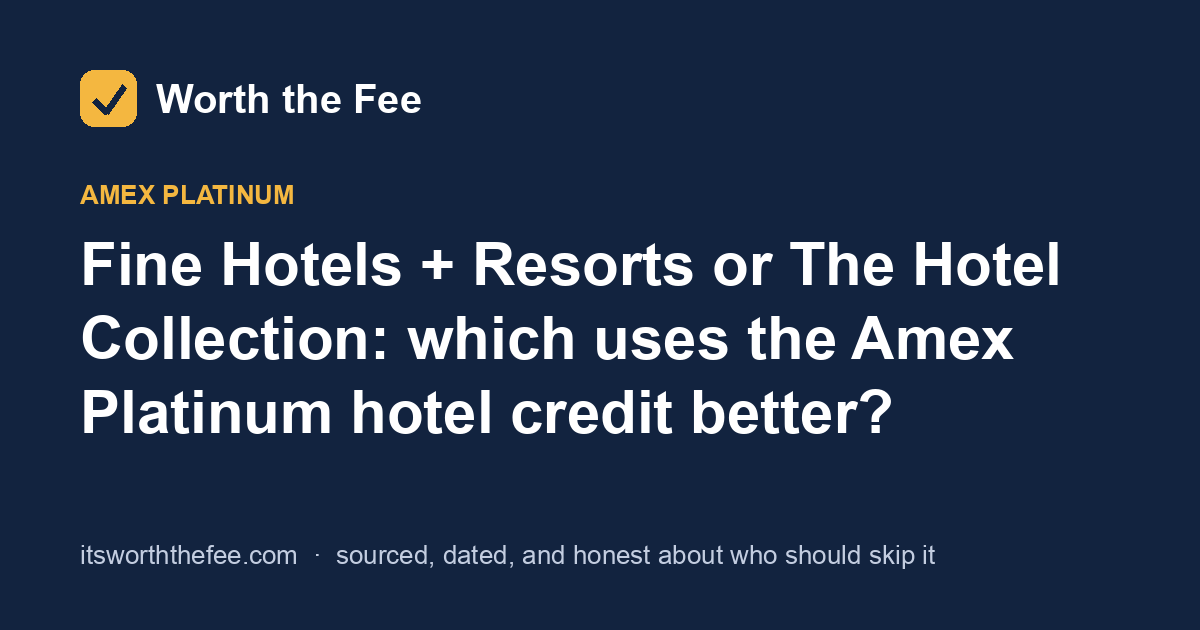 Worth the Fee
AMEX PLATINUM
Fine Hotels + Resorts or The Hotel
Collection: which uses the Amex
Platinum hotel credit better?
itsworththefee.com · sourced, dated, and honest about who should skip it